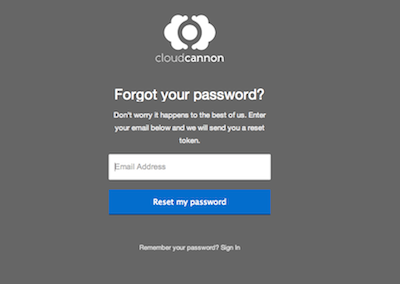 cloudcannon
Forgot your password?
Don't worry it happens to the best of us. Enter
your email below and we will send you a reset
token.
Email Address
Reset my password
Remember your password? Sign In